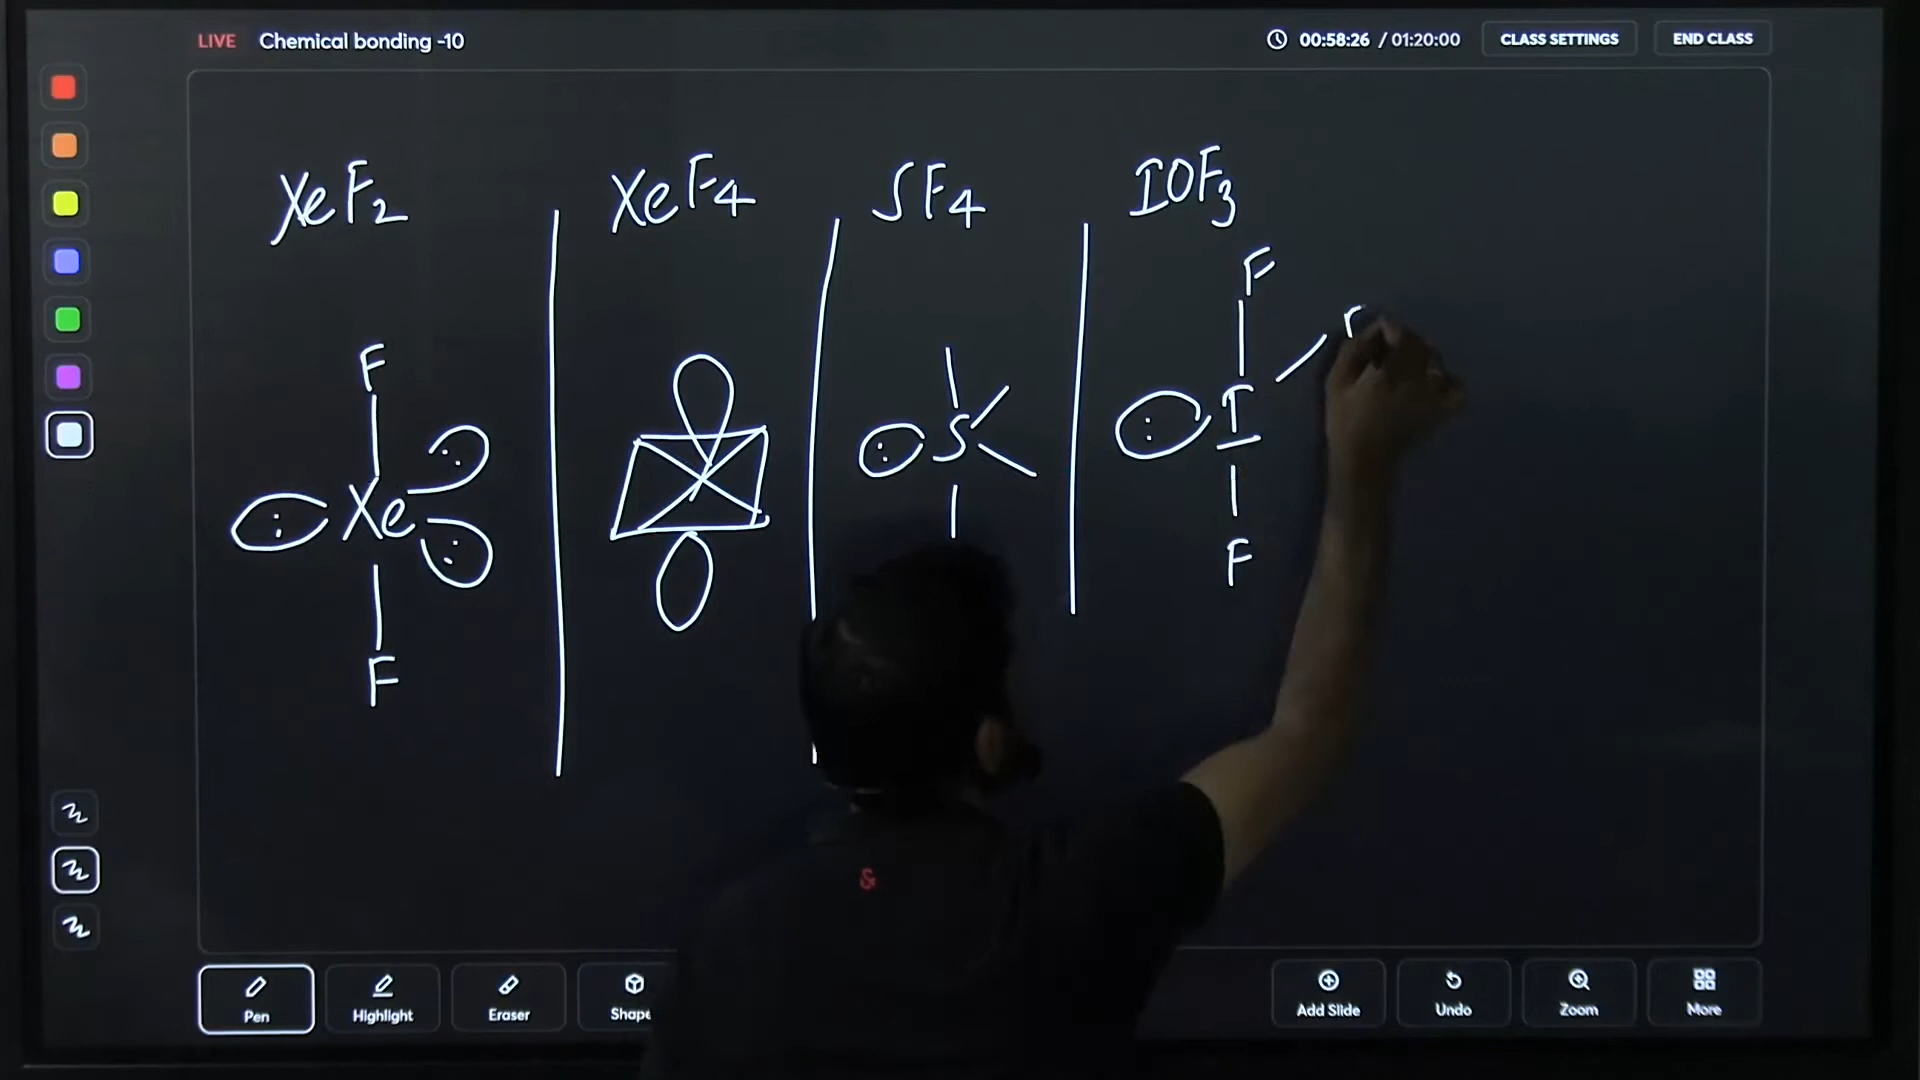 LIVE Chemical bonding -10
00:58:26 / 01:20:00 CLASS SETTINGS END CLASS
XeF2 XeF4 SF4 IOF3
F
F
F
Xe
S
I
F
F
&
Pen Highlight Eraser Shape
Add Slide Undo Zoom More